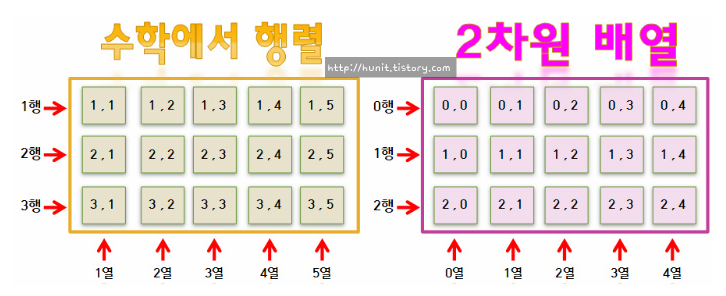 수학에서 행렬
2차원 배열
http://hunit.tistory.com
1행 1,1 1,2 1,3 1,4 1,5
2행 2,1 2,2 2,3 2,4 2,5
3행 3,1 3,2 3,3 3,4 3,5
1열 2열 3열 4열 5열
0행 0,0 0,1 0,2 0,3 0,4
1행 1,0 1,1 1,2 1,3 1,4
2행 2,0 2,1 2,2 2,3 2,4
0열 1열 2열 3열 4열